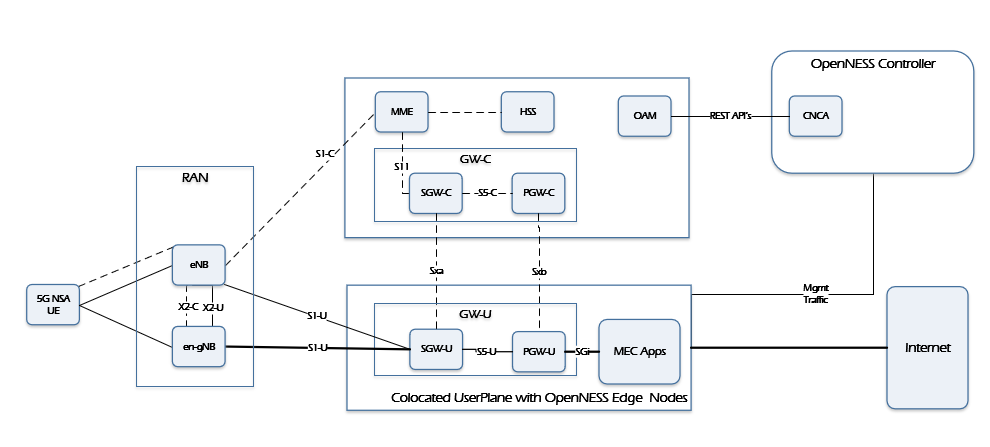 OpenNESS Controller
MME
HSS
OAM
REST API's
CNCA
S1-C
GW-C
S11
RAN
SGW-C
S5-C
PGW-C
eNB
Sxa
Sxb
5G NSA
UE
X2-C
X2-U
Mgmt
Traffic
S1-U
GW-U
en-gNB
S1-U
SGW-U
S5-U
PGW-U
SGi
MEC Apps
Internet
Colocated UserPlane with OpenNESS Edge Nodes